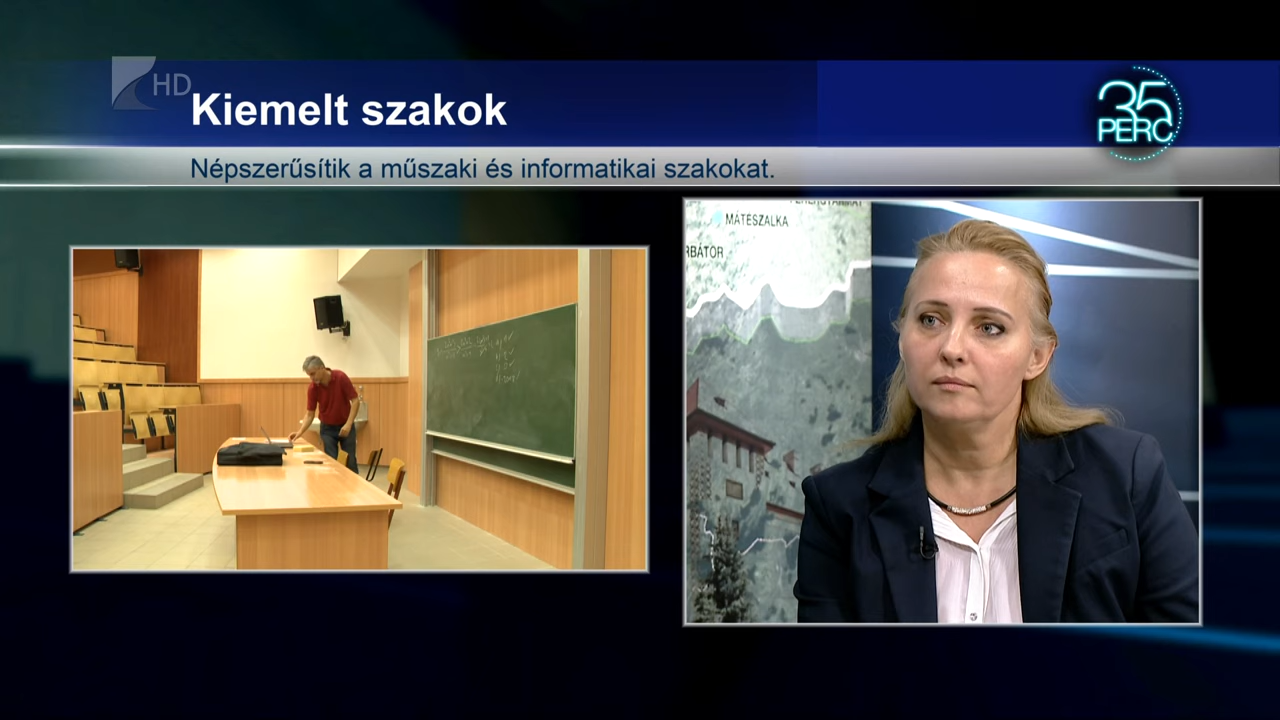 HD
Kiemelt szakok
35
PERC
Népszerűsítik a műszaki és informatikai szakokat.
MÁTÉSZALKA
RBÁTOR